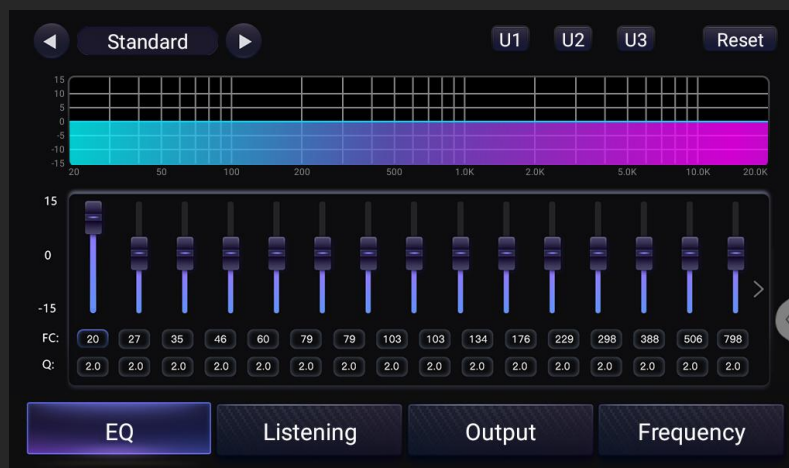 Standard U1 U2 U3 Reset
15
10
5
0
-5
-10
-15
20 50 100 200 500 1.0K 2.0K 5.0K 10.0K 20.0K
15
0
-15
FC: 20 27 35 46 60 79 79 103 103 134 176 229 298 388 506 798
Q: 2.0 2.0 2.0 2.0 2.0 2.0 2.0 2.0 2.0 2.0 2.0 2.0 2.0 2.0 2.0 2.0
EQ Listening Output Frequency